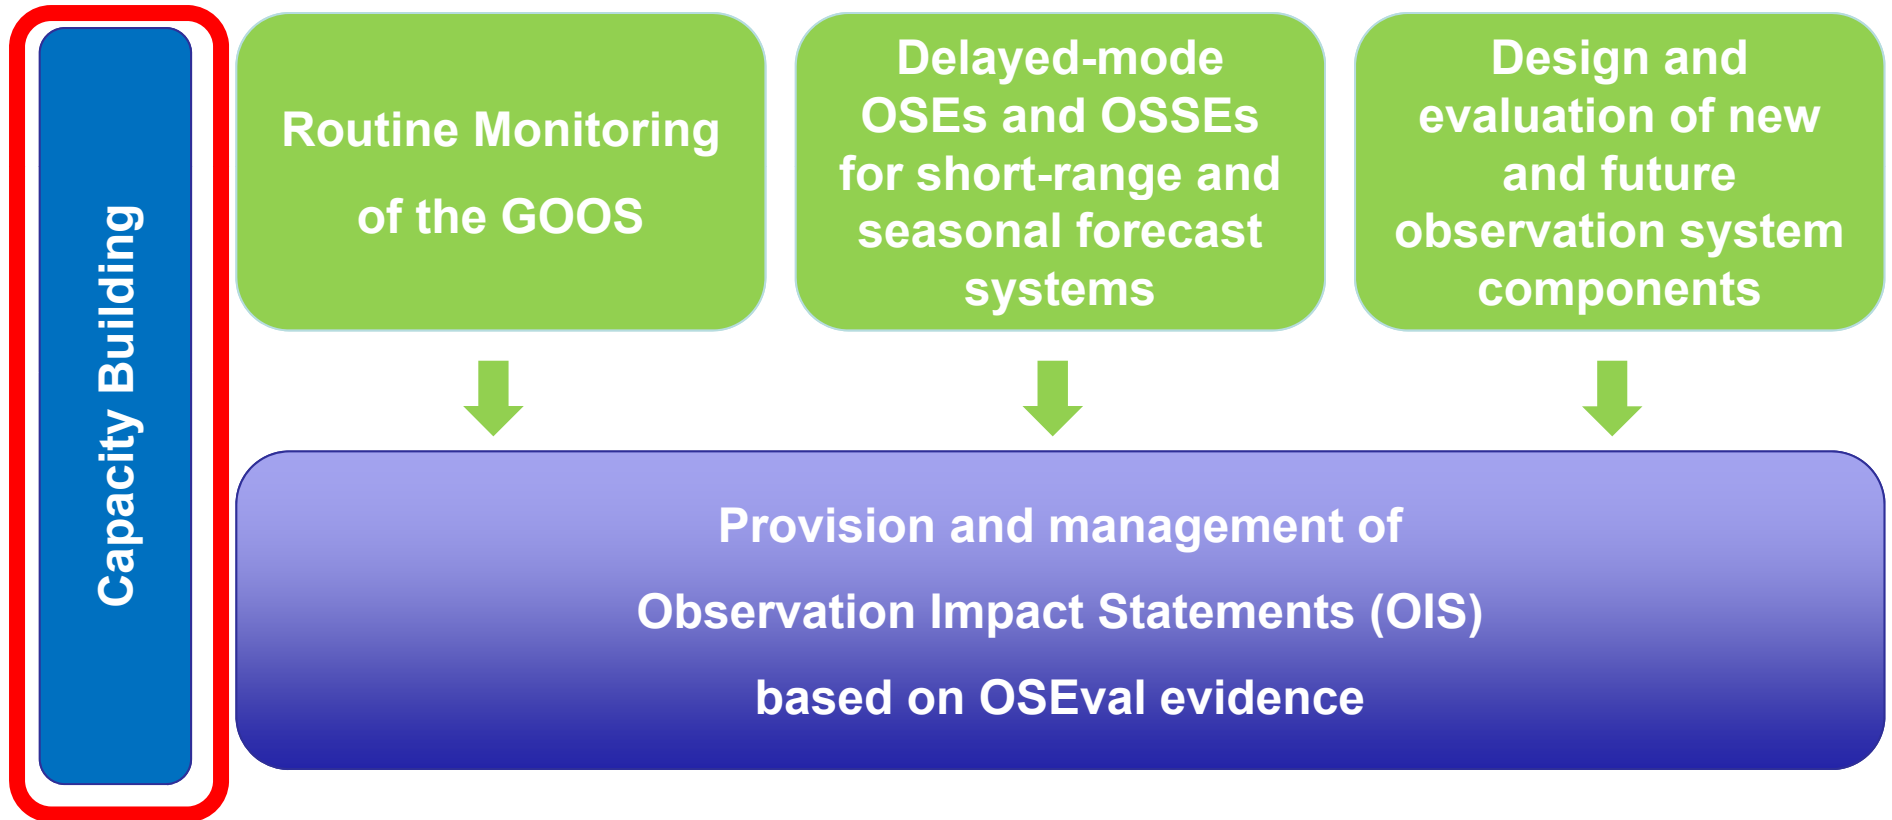 Capacity Building
Routine Monitoring
of the GOOS
Delayed-mode
OSEs and OSSEs
for short-range and
seasonal forecast
systems
Design and
evaluation of new
and future
observation system
components
Provision and management of
Observation Impact Statements (OIS)
based on OSEval evidence